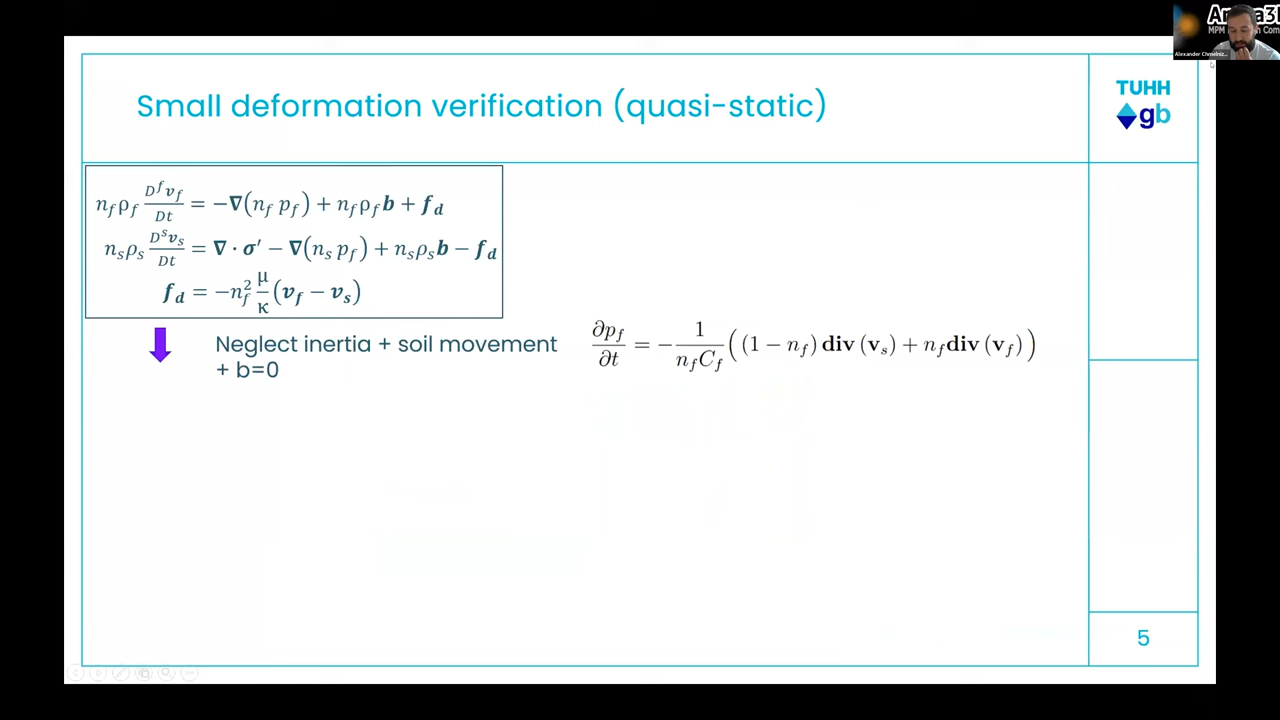 Small deformation verification (quasi-static)
TUHH
gb
n_f ρ_f D^f v_f / Dt = −∇(n_f p_f) + n_f ρ_f b + f_d
n_s ρ_s D^s v_s / Dt = ∇ · σ′ − ∇(n_s p_f) + n_s ρ_s b − f_d
f_d = −n_f^2 μ/κ (v_f − v_s)
Neglect inertia + soil movement
+ b=0
∂p_f / ∂t = − 1 / (n_f C_f) ((1 − n_f) div (v_s) + n_f div (v_f))
5